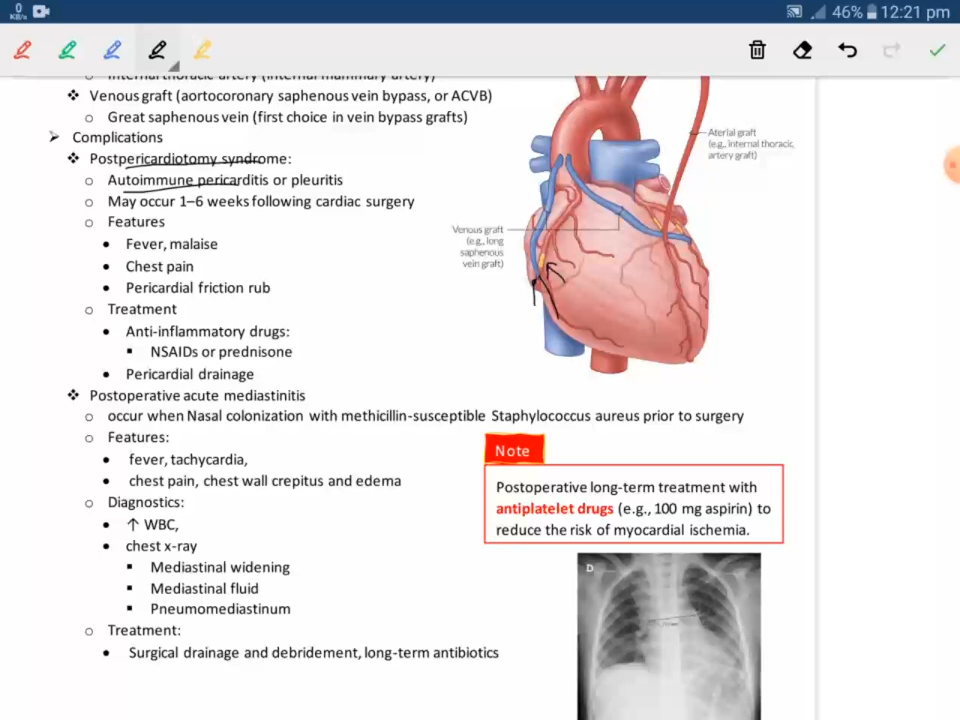 0
KB/s
46%
12:21 pm
Internal thoracic artery (internal mammary artery)
❖ Venous graft (aortocoronary saphenous vein bypass, or ACVB)
o Great saphenous vein (first choice in vein bypass grafts)
➢ Complications
❖ Postpericardiotomy syndrome:
o Autoimmune pericarditis or pleuritis
o May occur 1–6 weeks following cardiac surgery
o Features
• Fever, malaise
• Chest pain
• Pericardial friction rub
o Treatment
• Anti-inflammatory drugs:
▪ NSAIDs or prednisone
• Pericardial drainage
❖ Postoperative acute mediastinitis
o occur when Nasal colonization with methicillin-susceptible Staphylococcus aureus prior to surgery
o Features:
• fever, tachycardia,
• chest pain, chest wall crepitus and edema
o Diagnostics:
• ↑ WBC,
• chest x-ray
▪ Mediastinal widening
▪ Mediastinal fluid
▪ Pneumomediastinum
o Treatment:
• Surgical drainage and debridement, long-term antibiotics
Aterial graft
(e.g., internal thoracic,
artery graft)
Venous graft
(e.g., long
saphenous
vein graft)
Note
Postoperative long-term treatment with
antiplatelet drugs (e.g., 100 mg aspirin) to
reduce the risk of myocardial ischemia.
D